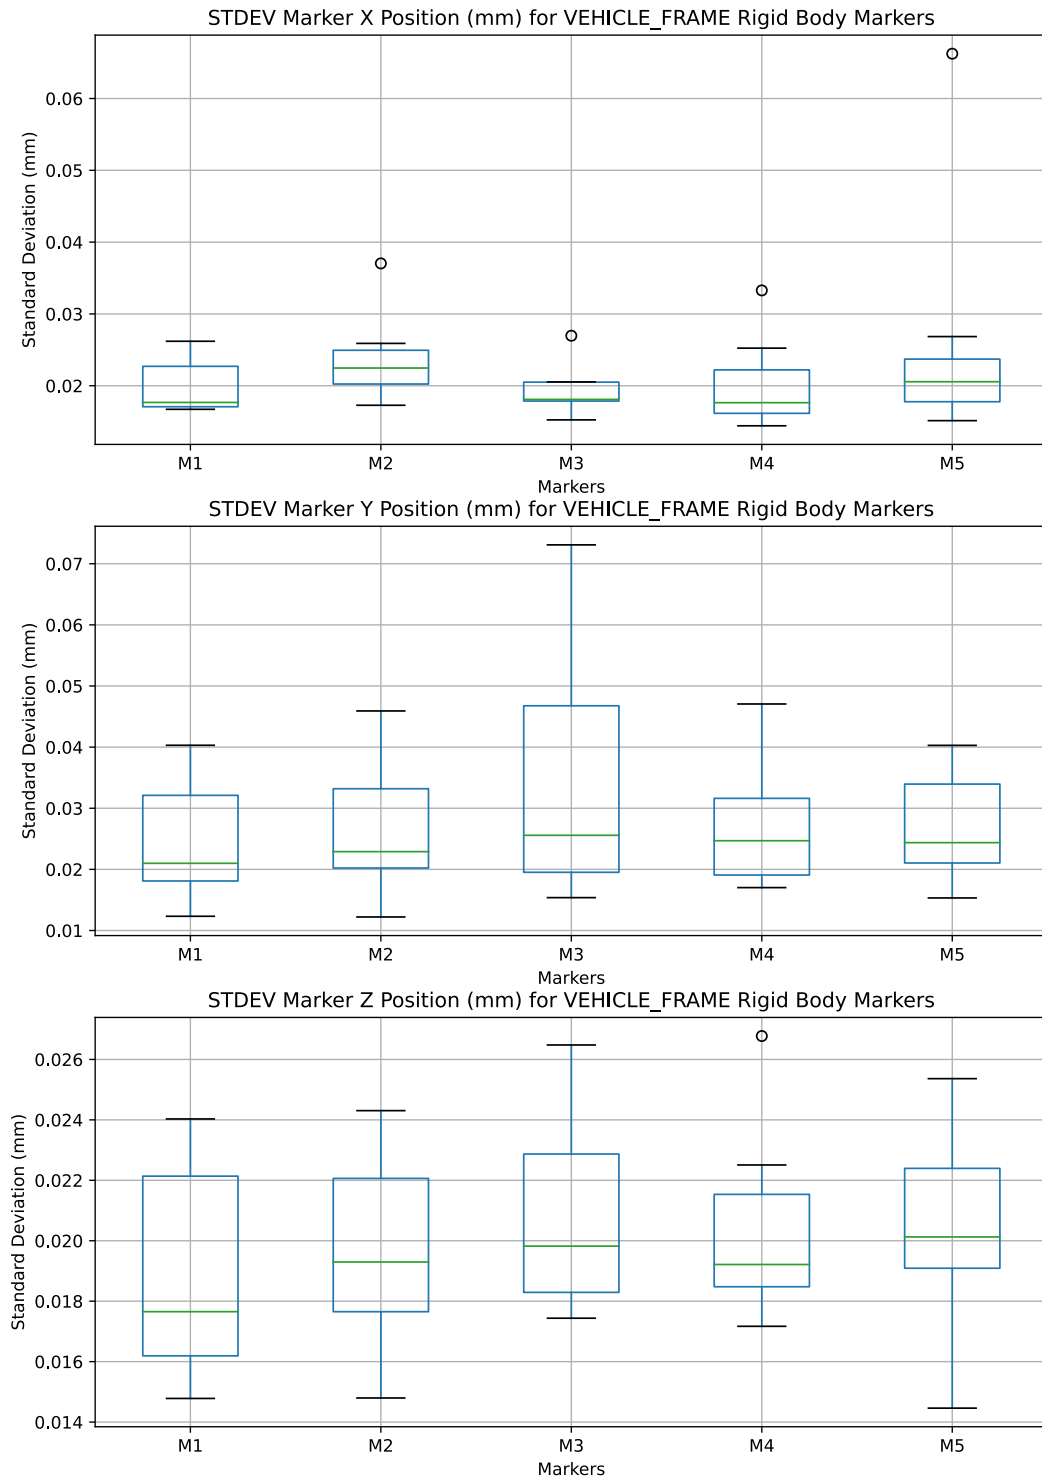 STDEV Marker X Position (mm) for VEHICLE_FRAME Rigid Body Markers
Standard Deviation (mm)
0.06
0.05
0.04
0.03
0.02
M1 M2 M3 M4 M5
Markers
STDEV Marker Y Position (mm) for VEHICLE_FRAME Rigid Body Markers
Standard Deviation (mm)
0.07
0.06
0.05
0.04
0.03
0.02
0.01
M1 M2 M3 M4 M5
Markers
STDEV Marker Z Position (mm) for VEHICLE_FRAME Rigid Body Markers
Standard Deviation (mm)
0.026
0.024
0.022
0.020
0.018
0.016
0.014
M1 M2 M3 M4 M5
Markers